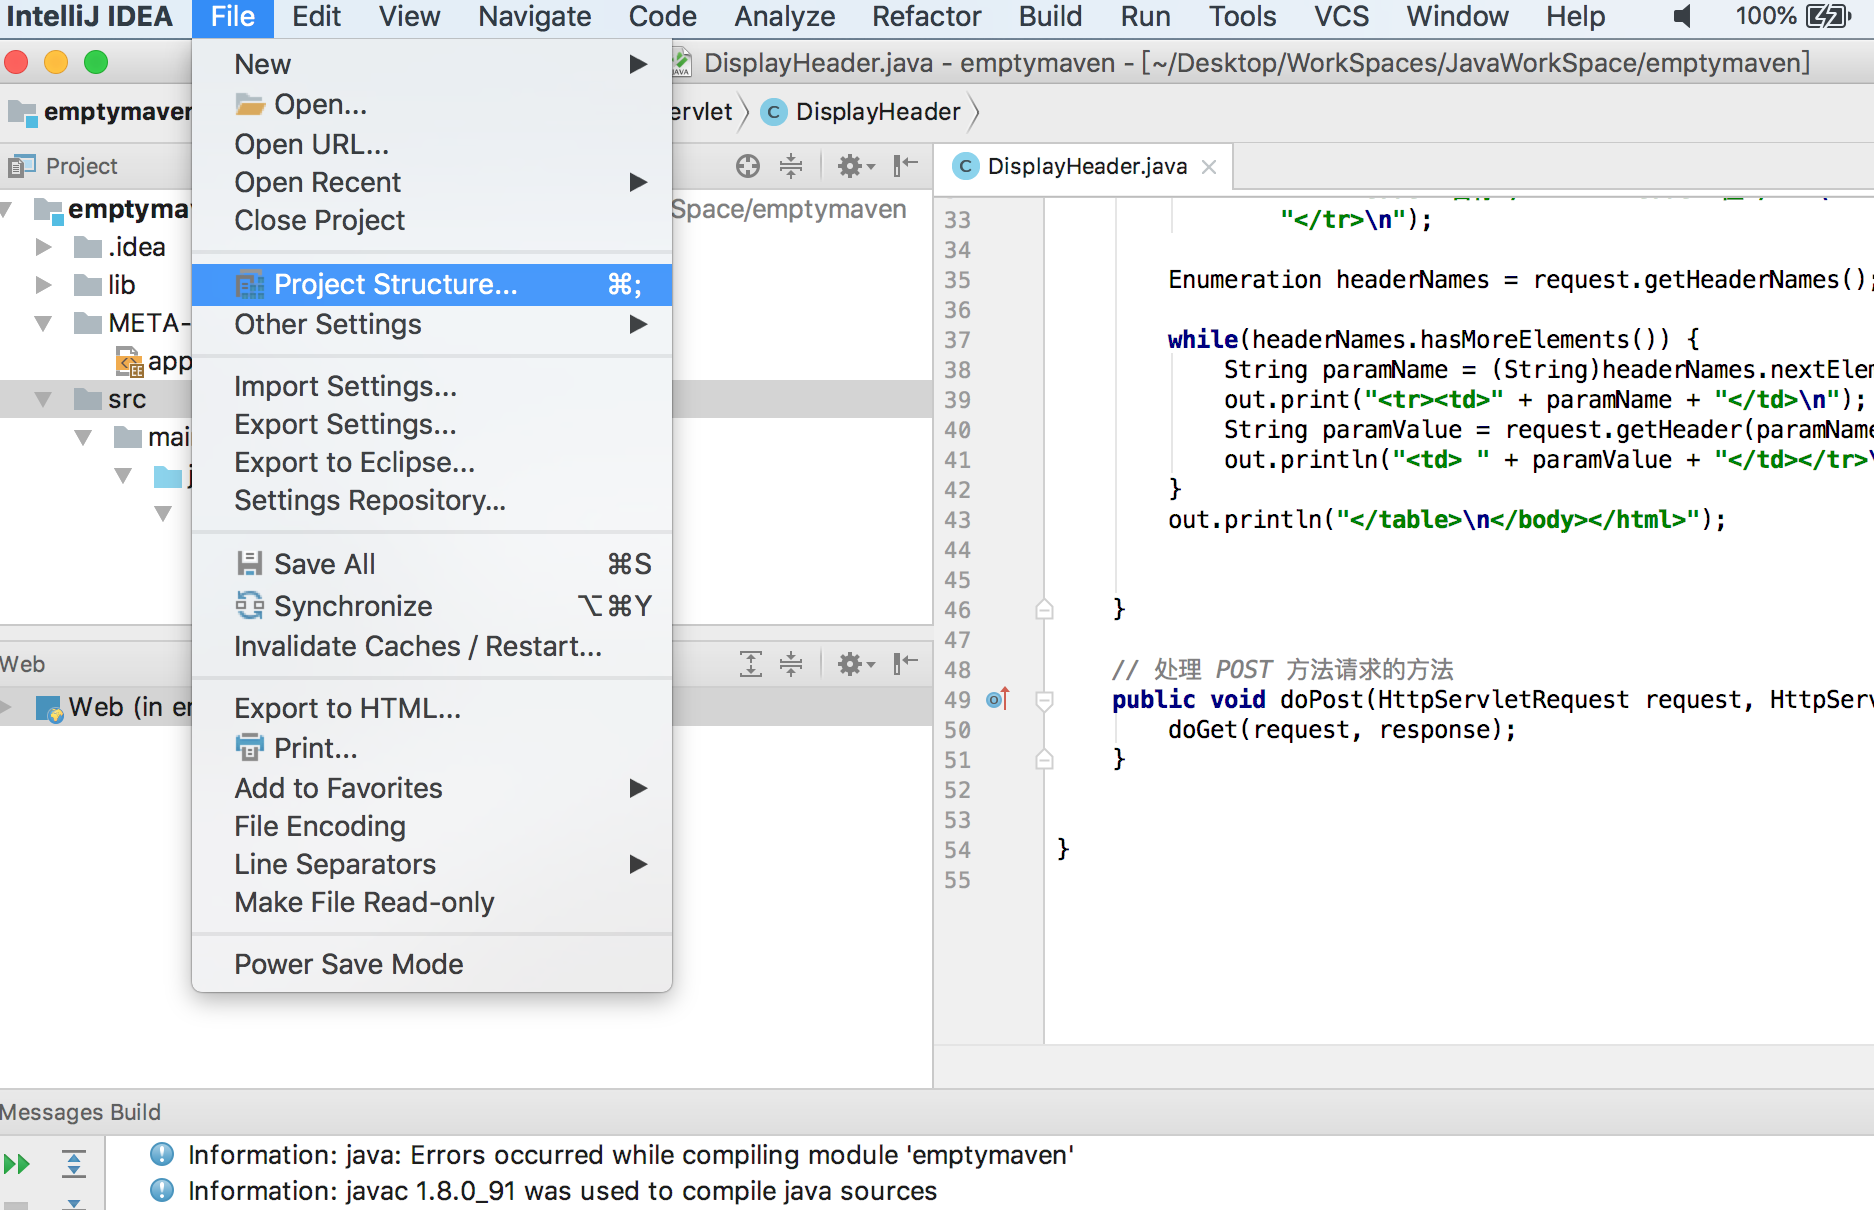 IntelliJ IDEA File Edit View Navigate Code Analyze Refactor Build Run Tools VCS Window Help 100%
DisplayHeader.java - emptymaven - [~/Desktop/WorkSpaces/JavaWorkSpace/emptymaven]
emptymaven
ervlet
DisplayHeader
Project
DisplayHeader.java
emptyma
Space/emptymaven
.idea
lib
META-
app
src
mai
j
Web
Web (in er
New
Open...
Open URL...
Open Recent
Close Project
Project Structure... ⌘;
Other Settings
Import Settings...
Export Settings...
Export to Eclipse...
Settings Repository...
Save All ⌘S
Synchronize ⌥⌘Y
Invalidate Caches / Restart...
Export to HTML...
Print...
Add to Favorites
File Encoding
Line Separators
Make File Read-only
Power Save Mode
33 "</tr>\n");
34
35 Enumeration headerNames = request.getHeaderNames();
36
37 while(headerNames.hasMoreElements()) {
38 String paramName = (String)headerNames.nextElem
39 out.print("<tr><td>" + paramName + "</td>\n");
40 String paramValue = request.getHeader(paramName
41 out.println("<td> " + paramValue + "</td></tr>\
42 }
43 out.println("</table>\n</body></html>");
44
45
46 }
47
48 // 处理 POST 方法请求的方法
49 public void doPost(HttpServletRequest request, HttpServ
50 doGet(request, response);
51 }
52
53
54 }
55
Messages Build
Information: java: Errors occurred while compiling module 'emptymaven'
Information: javac 1.8.0_91 was used to compile java sources